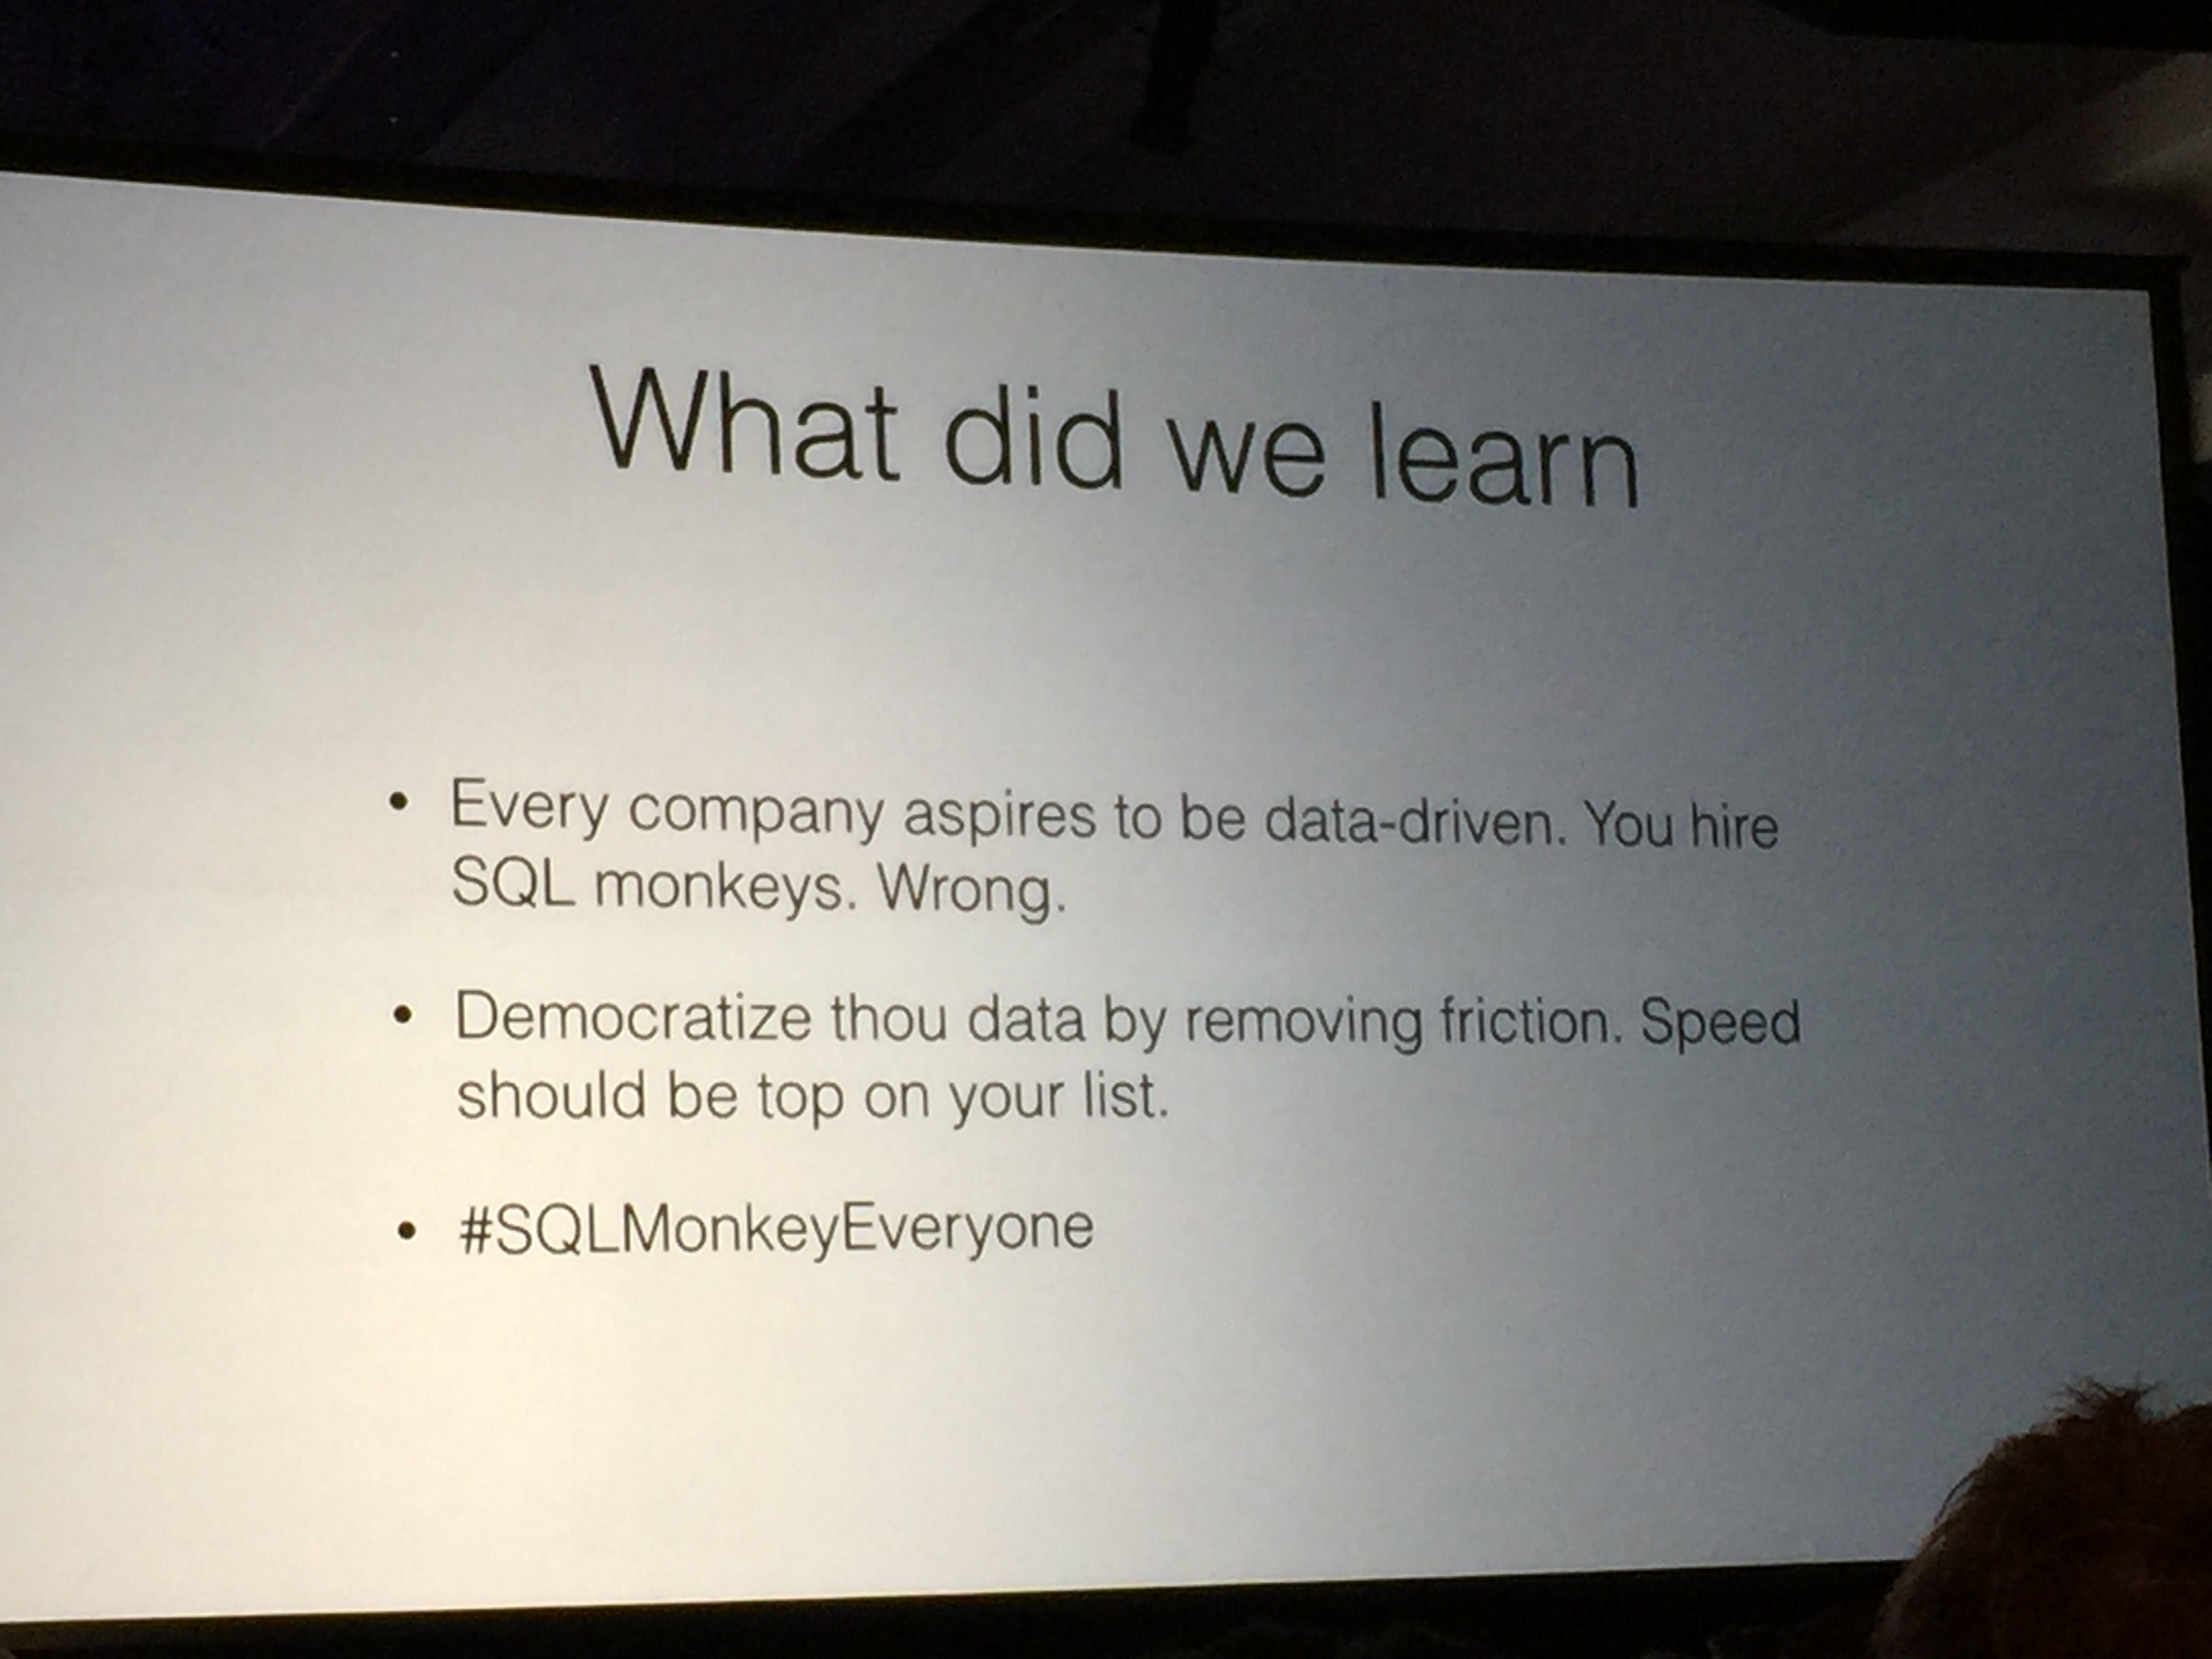 What did we learn
• Every company aspires to be data-driven. You hire
SQL monkeys. Wrong.
• Democratize thou data by removing friction. Speed
should be top on your list.
• #SQLMonkeyEveryone